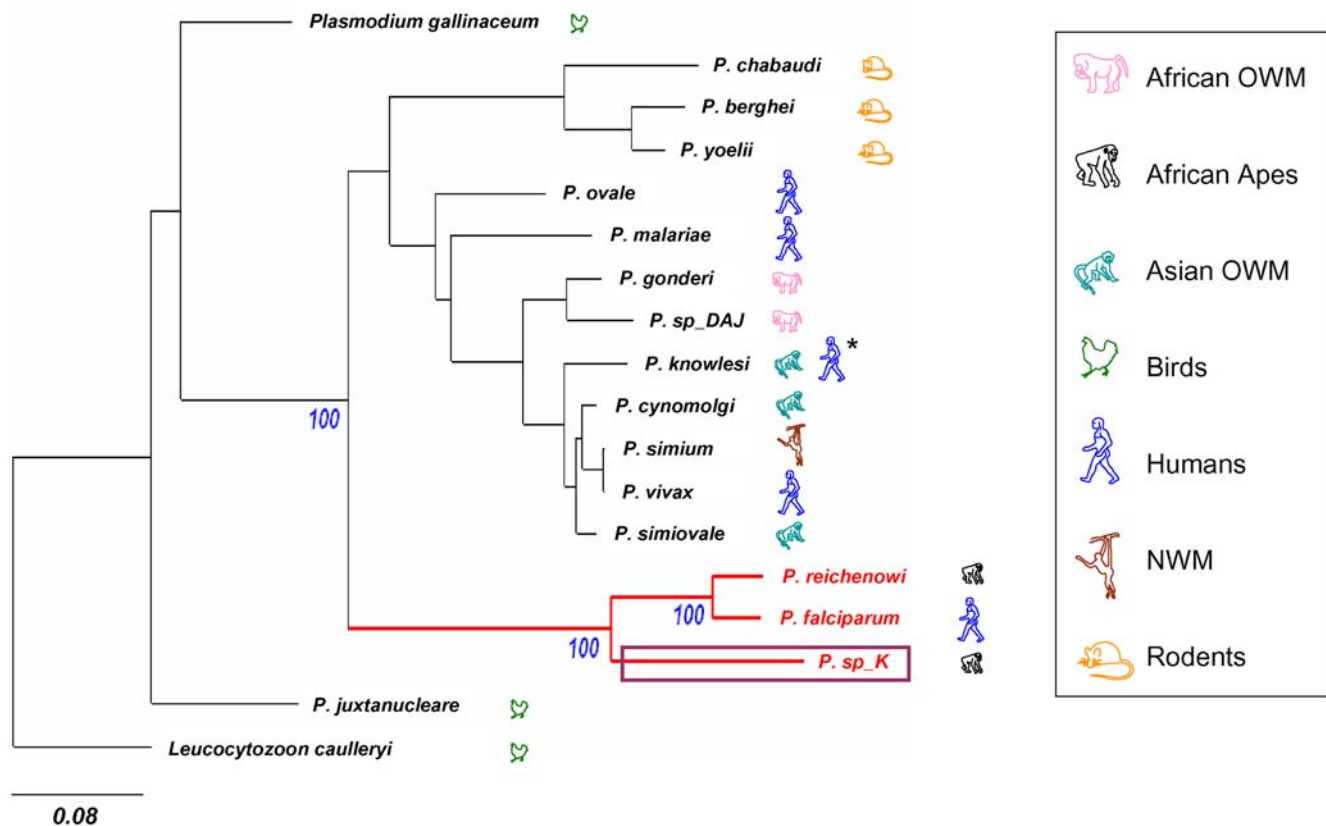 Plasmodium gallinaceum
P. chabaudi
P. berghei
P. yoelii
P. ovale
P. malariae
P. gonderi
P. sp_DAJ
P. knowlesi *
P. cynomolgi
100
P. simium
P. vivax
P. simiovale
P. reichenowi
100
P. falciparum
100
P. sp_K
P. juxtanucleare
Leucocytozoon caulleryi
0.08
African OWM
African Apes
Asian OWM
Birds
Humans
NWM
Rodents